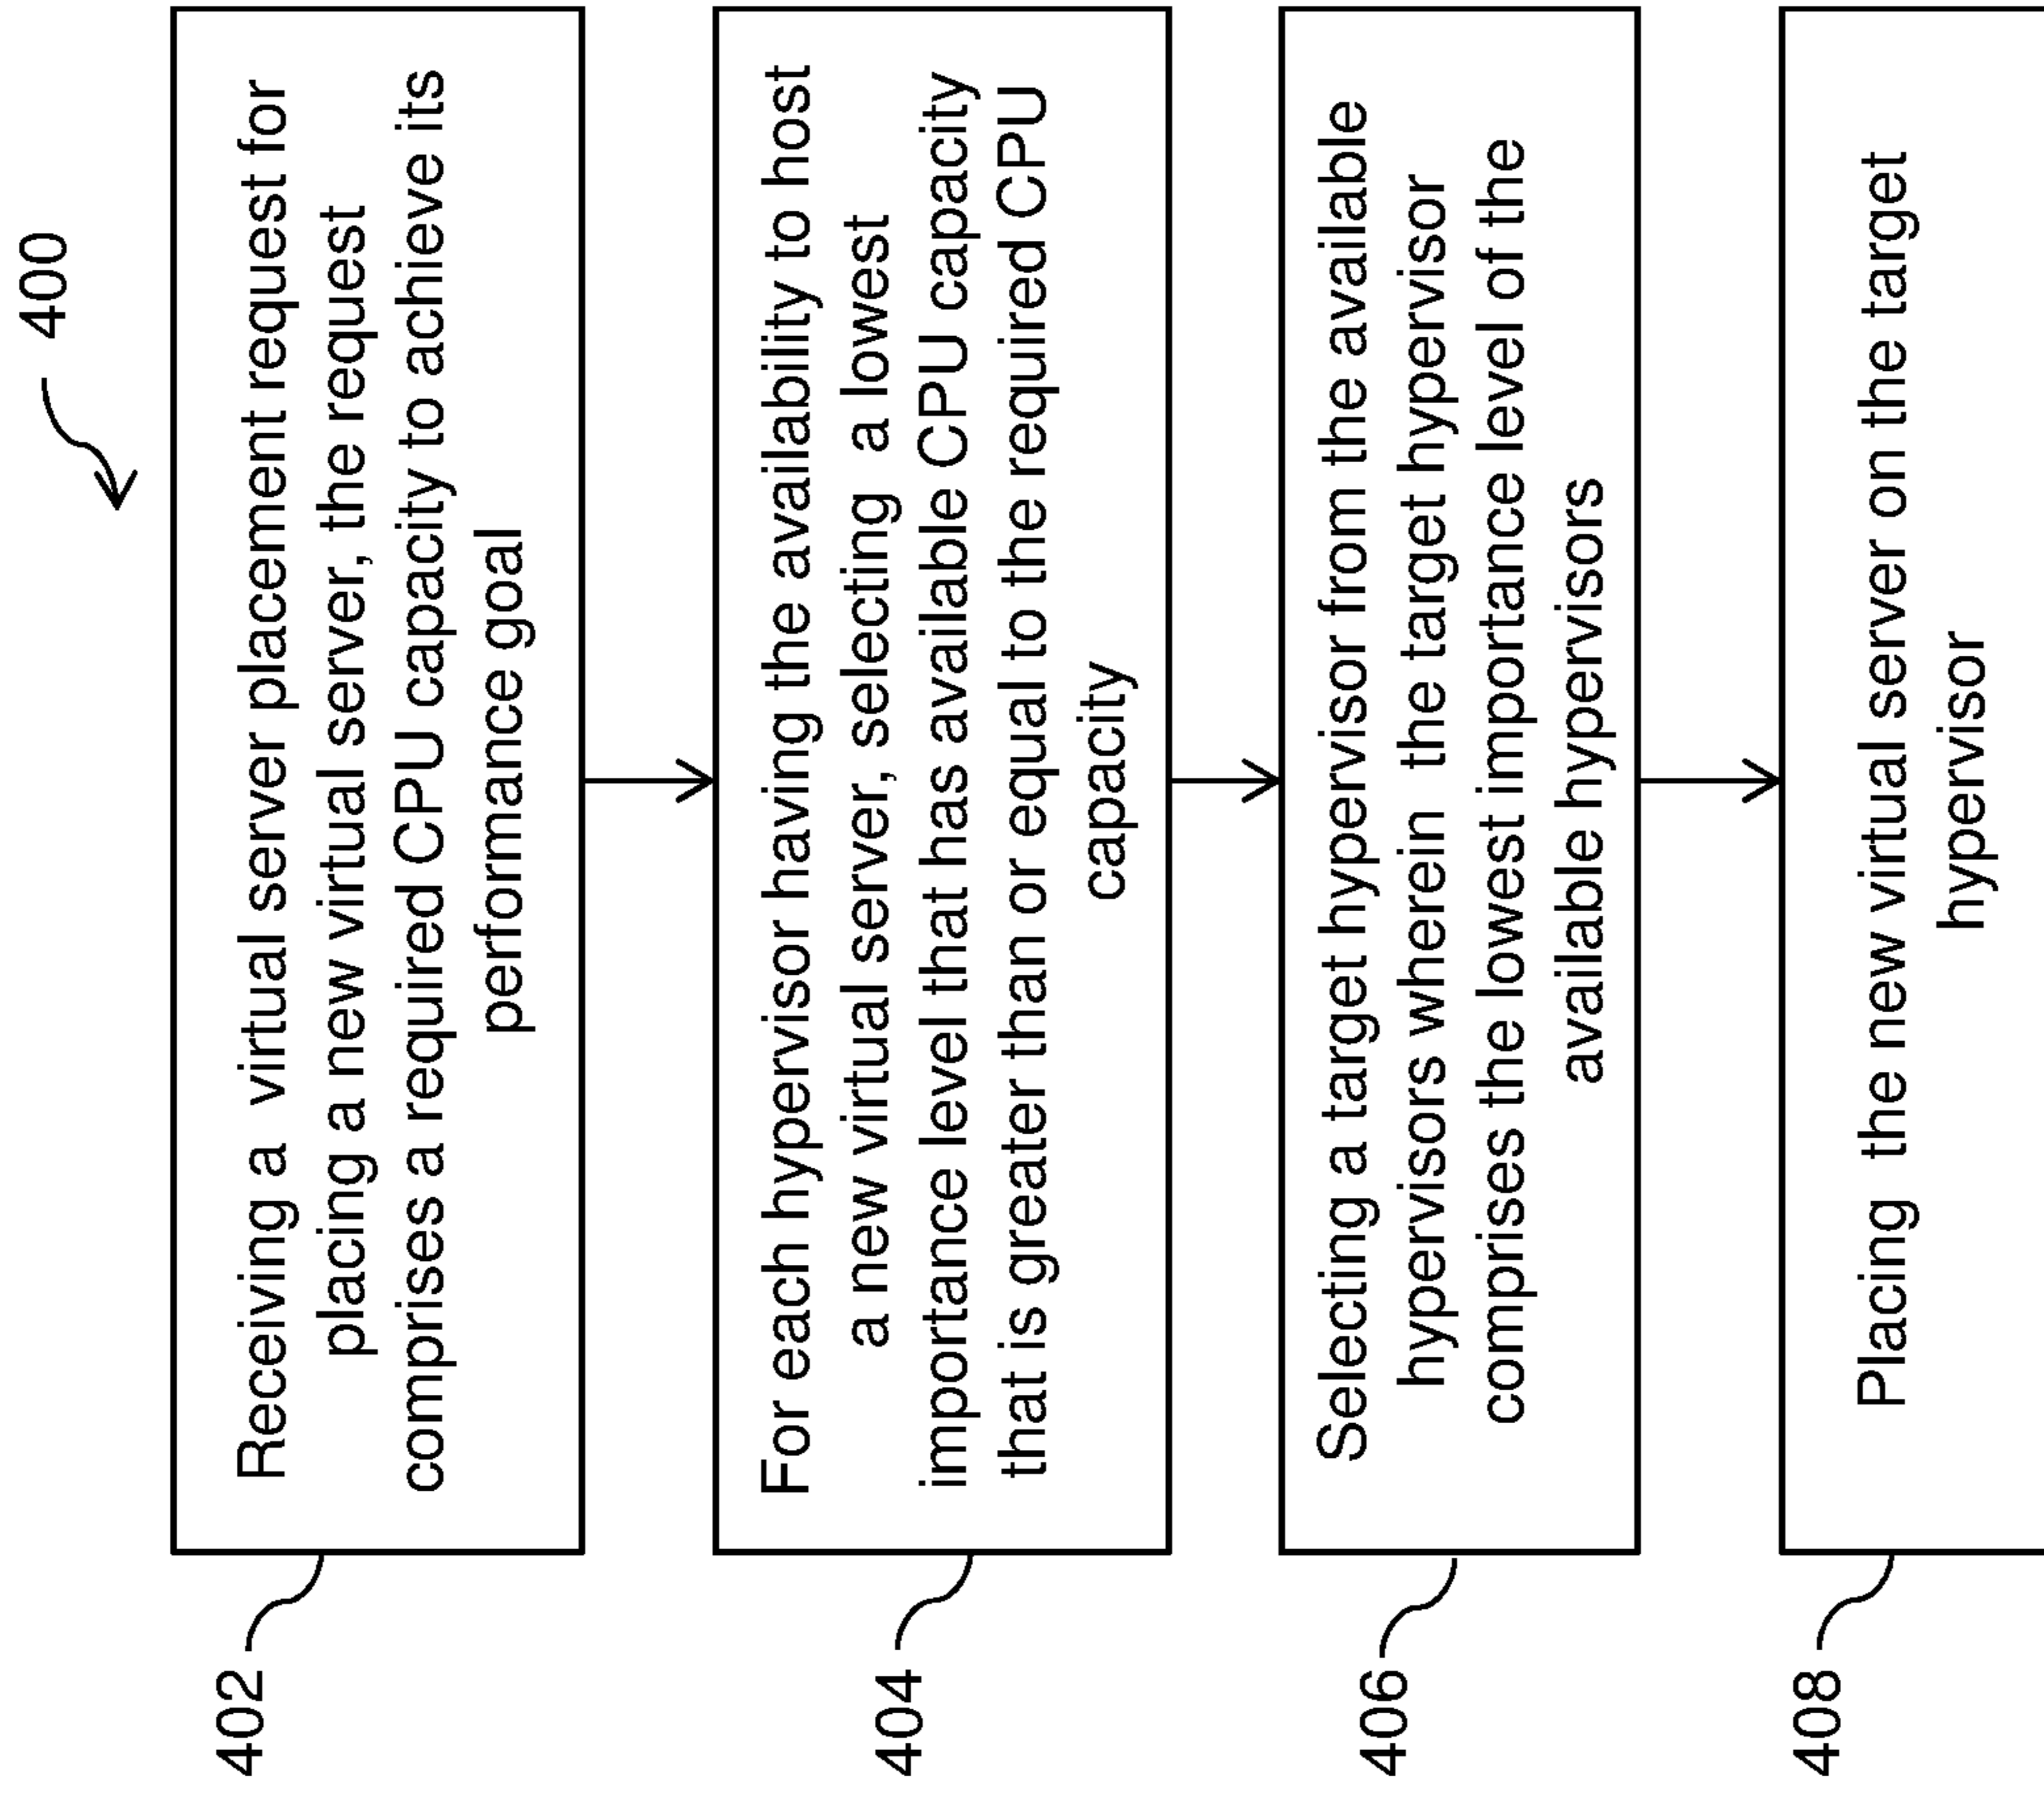 400
402
Receiving a virtual server placement request for
placing a new virtual server, the request
comprises a required CPU capacity to achieve its
performance goal
404
For each hypervisor having the availability to host
a new virtual server, selecting a lowest
importance level that has available CPU capacity
that is greater than or equal to the required CPU
capacity
406
Selecting a target hypervisor from the available
hypervisors wherein the target hypervisor
comprises the lowest importance level of the
available hypervisors
408
Placing the new virtual server on the target
hypervisor